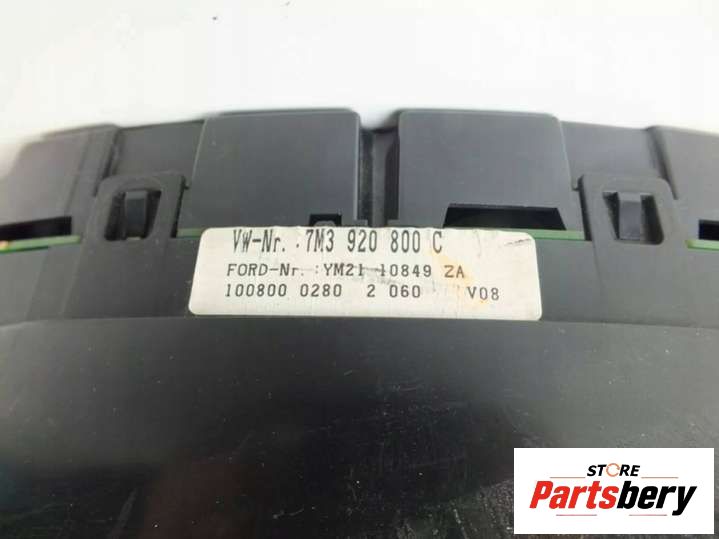 VW-Nr. :7M3 920 800 C
FORD-Nr. :YM21 10849 ZA
100800 0280 2 060 V08
STORE
Partsbery